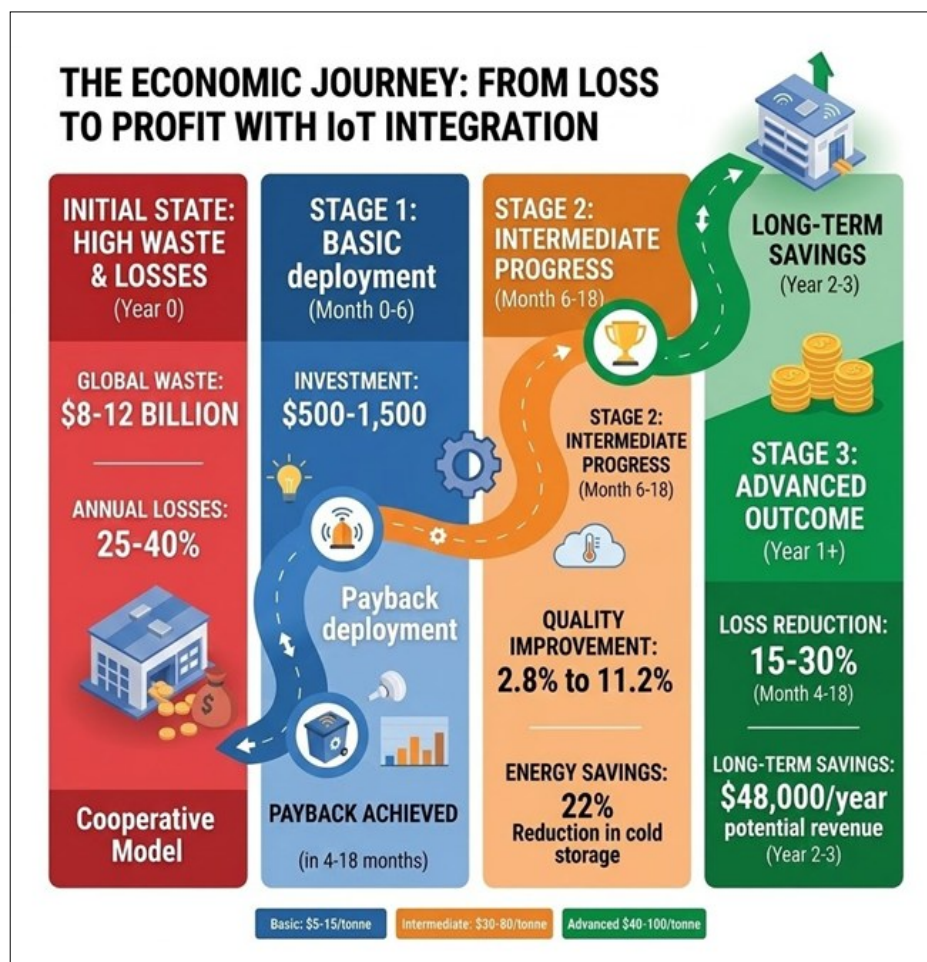 THE ECONOMIC JOURNEY: FROM LOSS
TO PROFIT WITH IoT INTEGRATION
INITIAL STATE:
HIGH WASTE
& LOSSES
(Year 0)
GLOBAL WASTE:
$8-12 BILLION
ANNUAL LOSSES:
25-40%
$
Cooperative
Model
STAGE 1:
BASIC
deployment
(Month 0-6)
INVESTMENT:
$500-1,500
Payback
deployment
PAYBACK ACHIEVED
(in 4-18 months)
STAGE 2:
INTERMEDIATE
PROGRESS
(Month 6-18)
STAGE 2:
INTERMEDIATE
PROGRESS
(Month 6-18)
QUALITY
IMPROVEMENT:
2.8% to 11.2%
ENERGY SAVINGS:
22%
Reduction in cold
storage
LONG-TERM
SAVINGS
(Year 2-3)
STAGE 3:
ADVANCED
OUTCOME
(Year 1+)
LOSS REDUCTION:
15-30%
(Month 4-18)
LONG-TERM SAVINGS:
$48,000/year
potential revenue
(Year 2-3)
Basic: $5-15/tonne
Intermediate: $30-80/tonne
Advanced $40-100/tonne